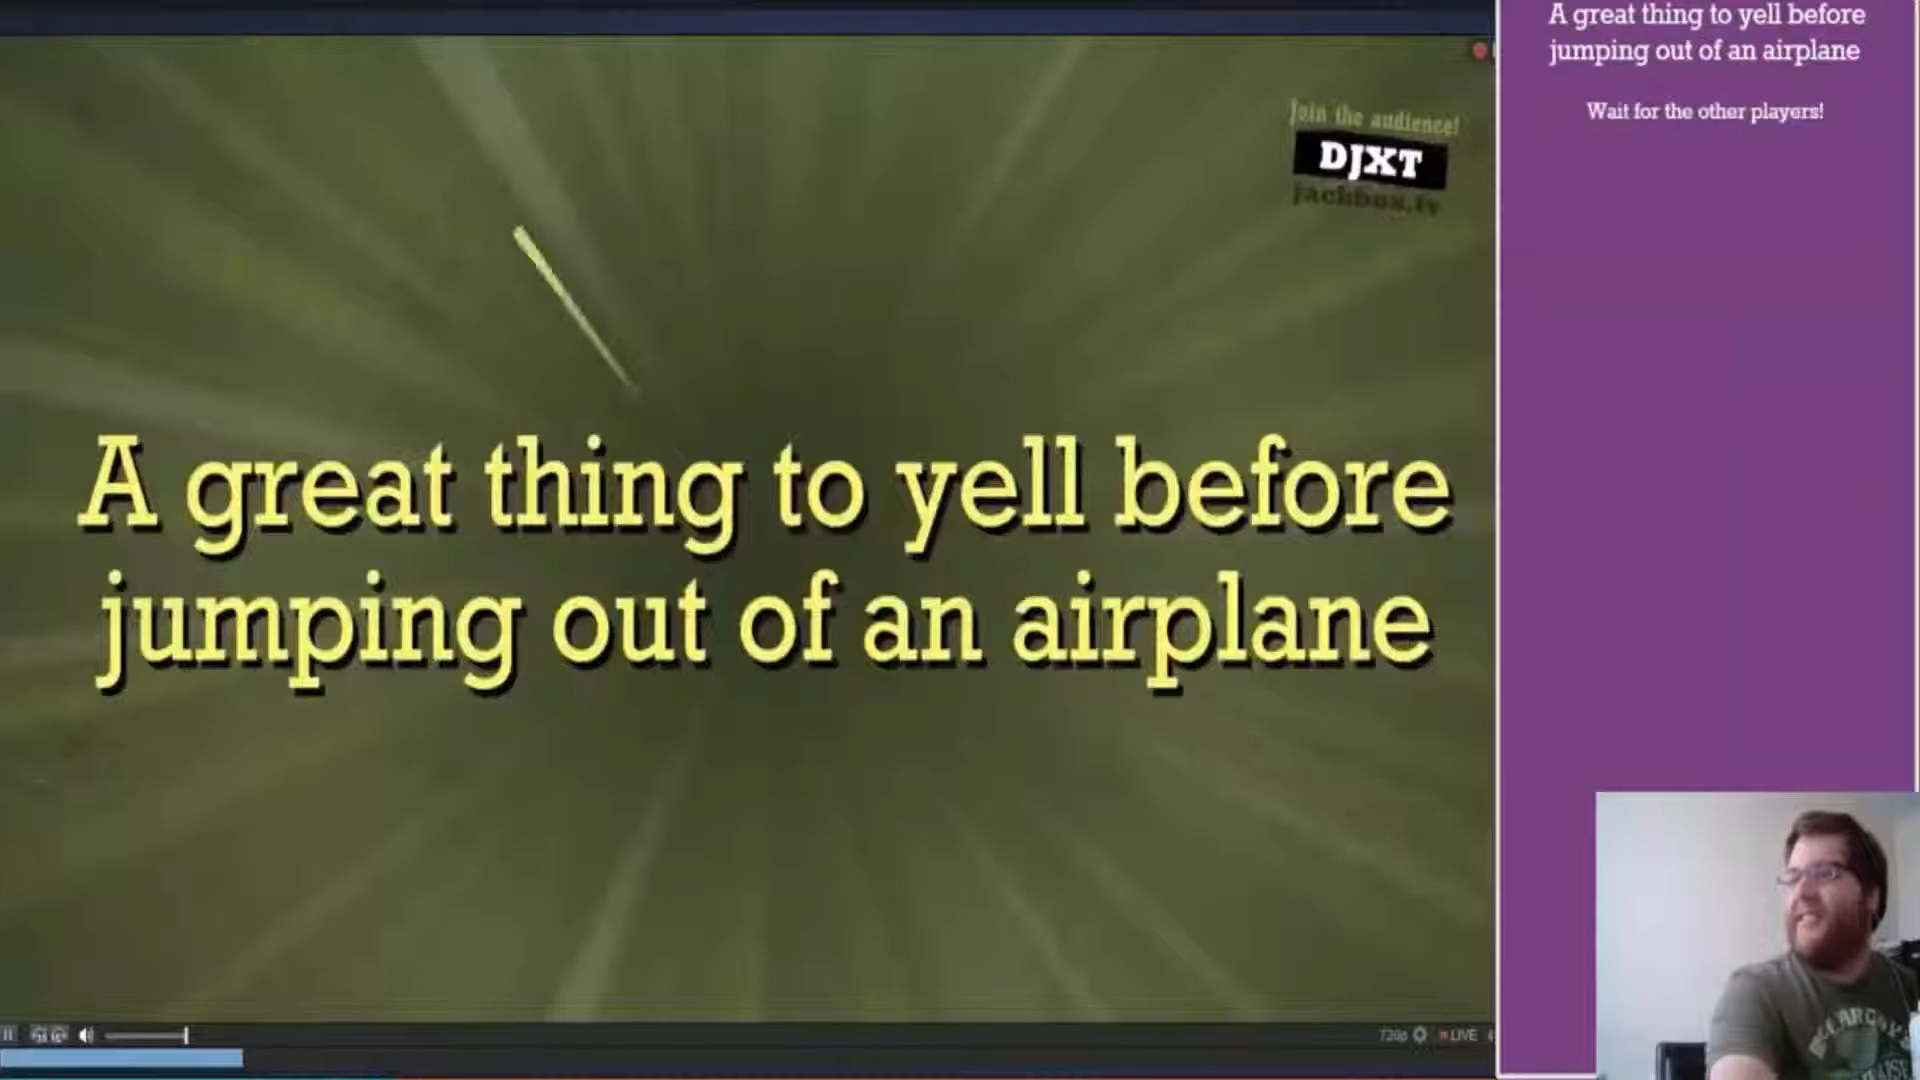 A great thing to yell before
jumping out of an airplane
Wait for the other players!
Join the audience!
DJXT
jackbox.tv
A great thing to yell before
jumping out of an airplane
720p
LIVE